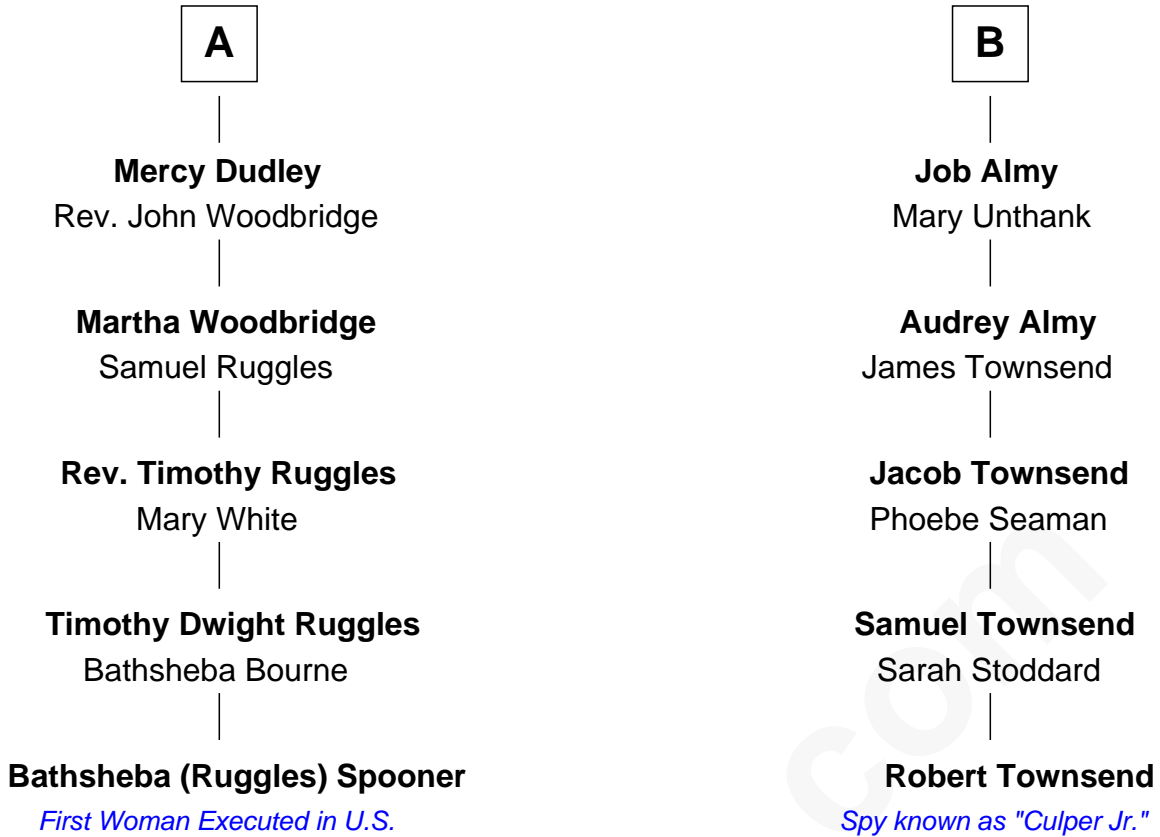 A
Mercy Dudley
Rev. John Woodbridge
Martha Woodbridge
Samuel Ruggles
Rev. Timothy Ruggles
Mary White
Timothy Dwight Ruggles
Bathsheba Bourne
Bathsheba (Ruggles) Spooner
First Woman Executed in U.S.
B
Job Almy
Mary Unthank
Audrey Almy
James Townsend
Jacob Townsend
Phoebe Seaman
Samuel Townsend
Sarah Stoddard
Robert Townsend
Spy known as "Culper Jr."
com